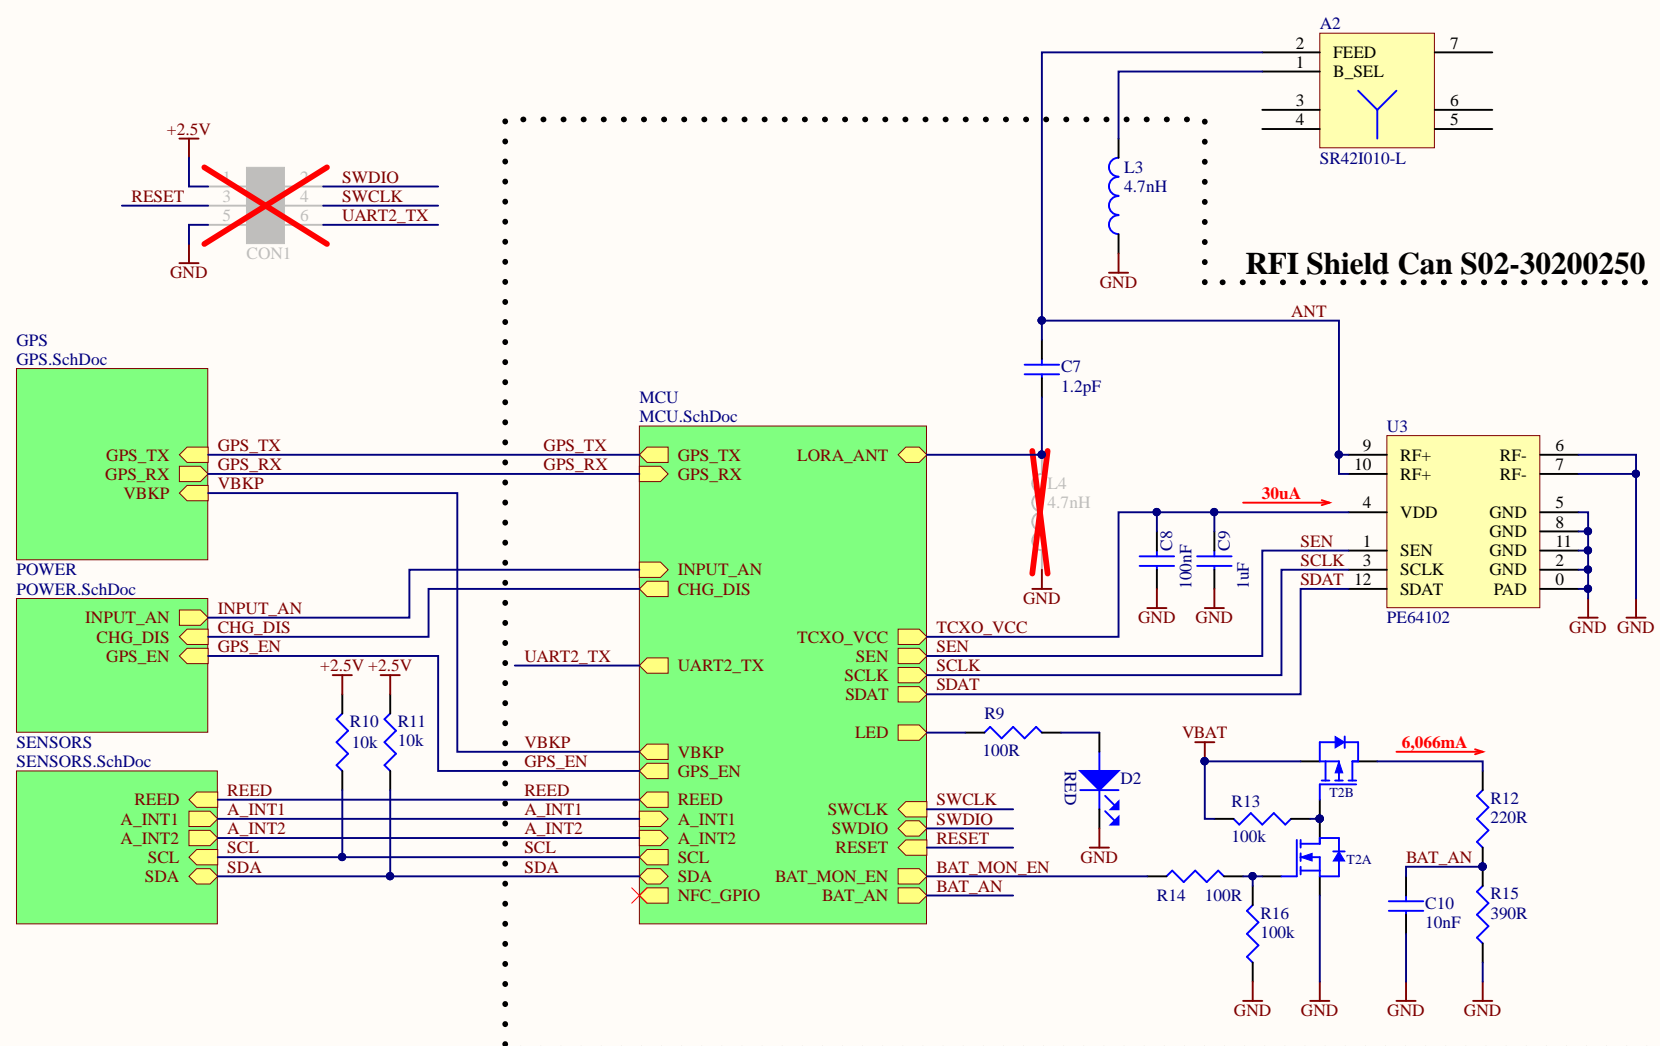 A2
2 FEED 7
1 B_SEL
3 6
4 5
SR42I010-L
+2.5V
1 2 SWDIO
RESET 3 4 SWCLK
5 6 UART2_TX
CON1
GND
L3
4.7nH
GND
RFI Shield Can S02-30200250
ANT
C7
1.2pF
GPS
GPS.SchDoc
GPS_TX GPS_TX
GPS_RX GPS_RX
VBKP VBKP
POWER
POWER.SchDoc
INPUT_AN INPUT_AN
CHG_DIS CHG_DIS
GPS_EN GPS_EN
+2.5V +2.5V
R10
10k
R11
10k
SENSORS
SENSORS.SchDoc
REED REED
A_INT1 A_INT1
A_INT2 A_INT2
SCL SCL
SDA SDA
MCU
MCU.SchDoc
GPS_TX GPS_TX LORA_ANT
GPS_RX GPS_RX
INPUT_AN
CHG_DIS
TCXO_VCC TCXO_VCC
SEN SEN
UART2_TX UART2_TX SCLK SCLK
SDAT SDAT
LED
VBKP VBKP
GPS_EN GPS_EN
REED REED SWCLK SWCLK
A_INT1 A_INT1 SWDIO SWDIO
A_INT2 A_INT2 RESET RESET
SCL SCL
SDA SDA BAT_MON_EN BAT_MON_EN
NFC_GPIO BAT_AN BAT_AN
L4
4.7nH
GND
C8
100nF
GND
C9
1uF
GND
30uA
U3
9 RF+ RF- 6
10 RF+ RF- 7
4 VDD GND 5
GND 8
SEN 1 SEN GND 11
SCLK 3 SCLK GND 2
SDAT 12 SDAT PAD 0
PE64102
GND GND
R9
100R
RED
D2
GND
VBAT
6,066mA
T2B
R13
100k
T2A
R12
220R
BAT_AN
R14 100R
R16
100k
C10
10nF
R15
390R
GND GND GND GND